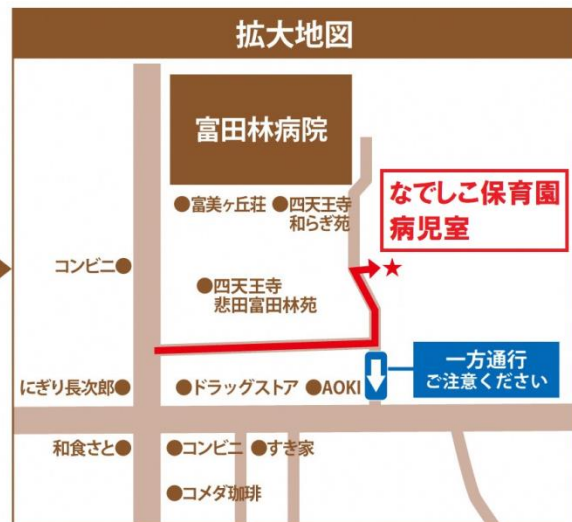 拡大地図
富田林病院
なでしこ保育園
病児室
●富美ヶ丘荘 ●四天王寺
和らぎ苑
コンビニ●
●四天王寺
悲田富田林苑
一方通行
ご注意ください
にぎり長次郎●
●ドラッグストア ●AOKI
和食さと●
●コンビニ ●すき家
●コメダ珈琲